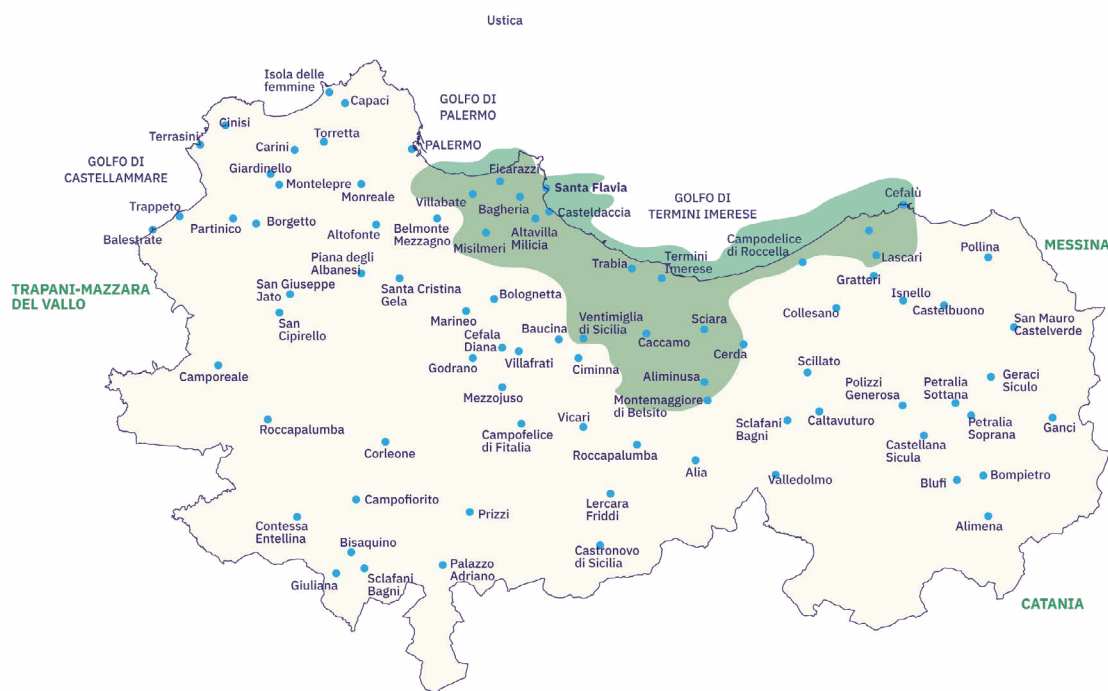 Ustica
Isola delle
femmine
Capaci
GOLFO DI
PALERMO
Cinisi
Terrasini
Torretta
Carini
PALERMO
GOLFO DI
CASTELLAMMARE
Giardinello
Montelepre
Monreale
Ficarazzi
Santa Flavia
Villabate
Bagheria
Casteldaccia
GOLFO DI
TERMINI IMERESE
Cefalù
Trappeto
Balestrate
Partinico
Borgetto
Altofonte
Belmonte
Mezzagno
Altavilla
Milicia
Misilmeri
Campodelice
di Roccella
Lascari
Pollina
MESSINA
Piana degli
Albanesi
Trabia
Termini
Imerese
Gratteri
TRAPANI-MAZZARA
DEL VALLO
San Giuseppe
Jato
Santa Cristina
Gela
Bolognetta
Isnello
Castelbuono
Collesano
San
Cipirello
Marineo
Baucina
Ventimiglia
di Sicilia
Sciara
San Mauro
Castelverde
Cefala
Diana
Caccamo
Cerda
Camporeale
Godrano
Villafrati
Ciminna
Scillato
Geraci
Siculo
Aliminusa
Mezzojuso
Montemaggiore
di Belsito
Polizzi
Generosa
Petralia
Sottana
Roccapalumba
Vicari
Campofelice
di Fitalia
Sclafani
Bagni
Caltavuturo
Petralia
Soprana
Ganci
Corleone
Roccapalumba
Alia
Castellana
Sicula
Valledolmo
Blufi
Bompietro
Campofiorito
Prizzi
Lercara
Friddi
Contessa
Entellina
Alimena
Bisaquino
Castronovo
di Sicilia
Giuliana
Sclafani
Bagni
Palazzo
Adriano
CATANIA